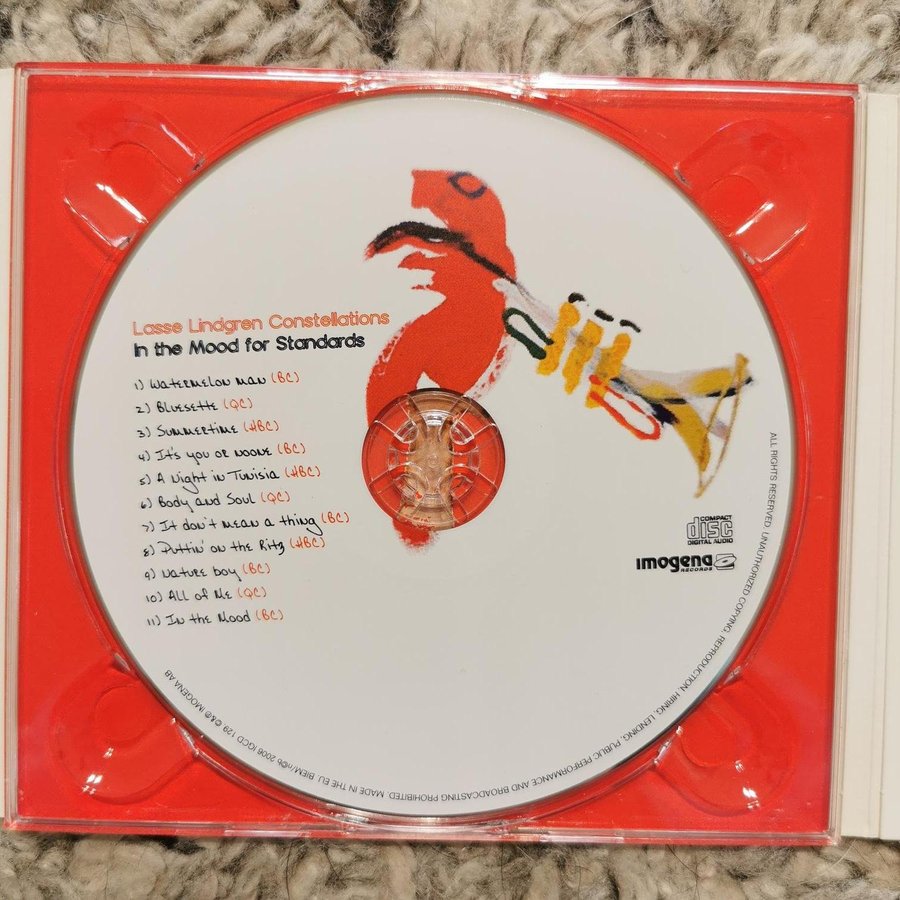 Lasse Lindgren Constellations
In the Mood for Standards
1) Watermelon man (BC)
2) Bluesette (QC)
3) Summertime (HBC)
4) It's you or noone (BC)
5) A Night in Tunisia (HBC)
6) Body and Soul (QC)
7) It don't mean a thing (BC)
8) Puttin' on the Ritz (HBC)
9) Nature boy (BC)
10) All of Me (QC)
11) In the Mood (BC)
COMPACT
disc
DIGITAL AUDIO
imogena
RECORDS
ALL RIGHTS RESERVED. UNAUTHORIZED COPYING, REPRODUCTION, HIRING, LENDING, PUBLIC PERFORMANCE AND BROADCASTING PROHIBITED. MADE IN THE EU. BIEM/n©b 2006 IGCD 129 ©&℗ IMOGENA AB